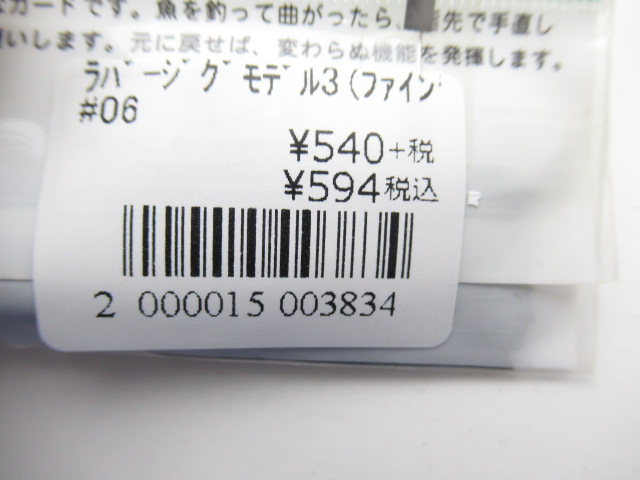 カードです。魚を釣って曲がったら、指先で手直し
いします。元に戻せば、変わらぬ機能を発揮します。
ﾗﾊﾞｰｼﾞｸﾞﾓﾃﾞﾙ3(ﾌｧｲﾝ
#06
¥540+税
¥594税込
2 000015 003834